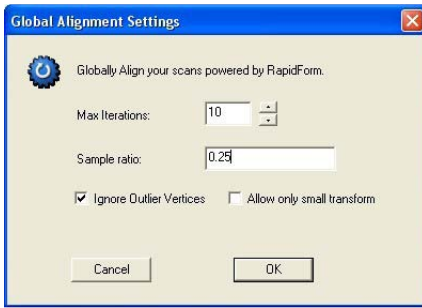 Global Alignment Settings
Globally Align your scans powered by RapidForm.
Max Iterations: 10
Sample ratio: 0.25
Ignore Outlier Vertices Allow only small transform
Cancel OK